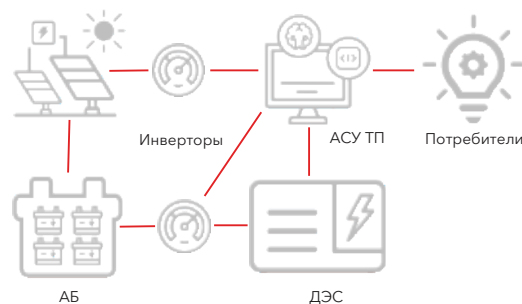 Инверторы
АСУ ТП
Потребители
АБ
ДЭС